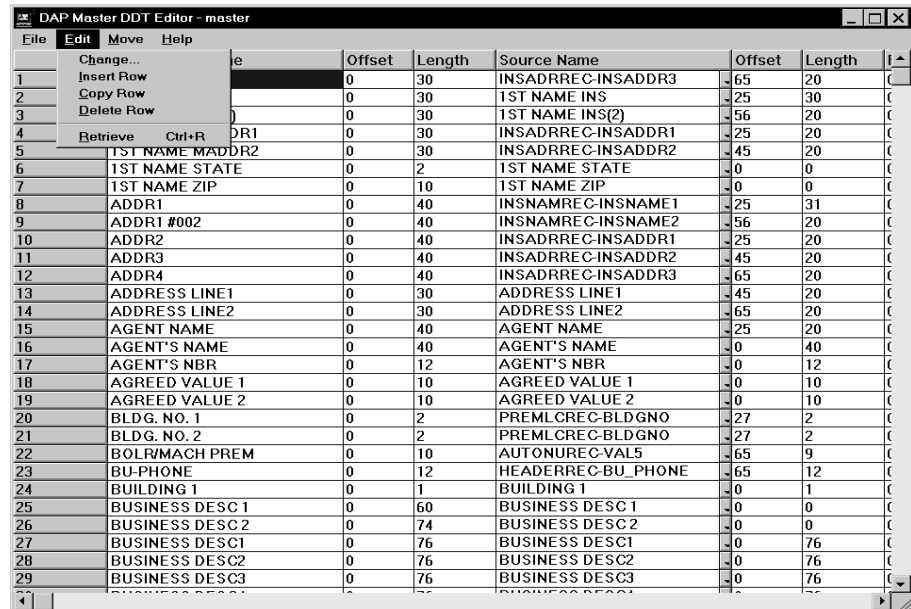 DAP Master DDT Editor - master
File Edit Move Help
Change...
Insert Row
Copy Row
Delete Row
Retrieve Ctrl+R
Offset Length Source Name Offset Length
1 0 30 INSADRREC-INSADDR3 65 20
2 0 30 1ST NAME INS 25 30
3 0 30 1ST NAME INS(2) 56 20
4 0 30 INSADRREC-INSADDR1 25 20
5 1ST NAME MADDR2 0 30 INSADRREC-INSADDR2 45 20
6 1ST NAME STATE 0 2 1ST NAME STATE 0 0
7 1ST NAME ZIP 0 10 1ST NAME ZIP 0 0
8 ADDR1 0 40 INSNAMREC-INSNAME1 25 31
9 ADDR1 #002 0 40 INSNAMREC-INSNAME2 56 20
10 ADDR2 0 40 INSADRREC-INSADDR1 25 20
11 ADDR3 0 40 INSADRREC-INSADDR2 45 20
12 ADDR4 0 40 INSADRREC-INSADDR3 65 20
13 ADDRESS LINE1 0 30 ADDRESS LINE1 45 20
14 ADDRESS LINE2 0 30 ADDRESS LINE2 65 20
15 AGENT NAME 0 40 AGENT NAME 25 20
16 AGENT'S NAME 0 40 AGENT'S NAME 0 40
17 AGENT'S NBR 0 12 AGENT'S NBR 0 12
18 AGREED VALUE 1 0 10 AGREED VALUE 1 0 10
19 AGREED VALUE 2 0 10 AGREED VALUE 2 0 10
20 BLDG. NO. 1 0 2 PREMLCREC-BLDGNO 27 2
21 BLDG. NO. 2 0 2 PREMLCREC-BLDGNO 27 2
22 BOLR/MACH PREM 0 10 AUTONUREC-VAL5 65 9
23 BU-PHONE 0 12 HEADERREC-BU_PHONE 65 12
24 BUILDING 1 0 1 BUILDING 1 0 1
25 BUSINESS DESC 1 0 60 BUSINESS DESC 1 0 0
26 BUSINESS DESC 2 0 74 BUSINESS DESC 2 0 0
27 BUSINESS DESC1 0 76 BUSINESS DESC1 0 76
28 BUSINESS DESC2 0 76 BUSINESS DESC2 0 76
29 BUSINESS DESC3 0 76 BUSINESS DESC3 0 76